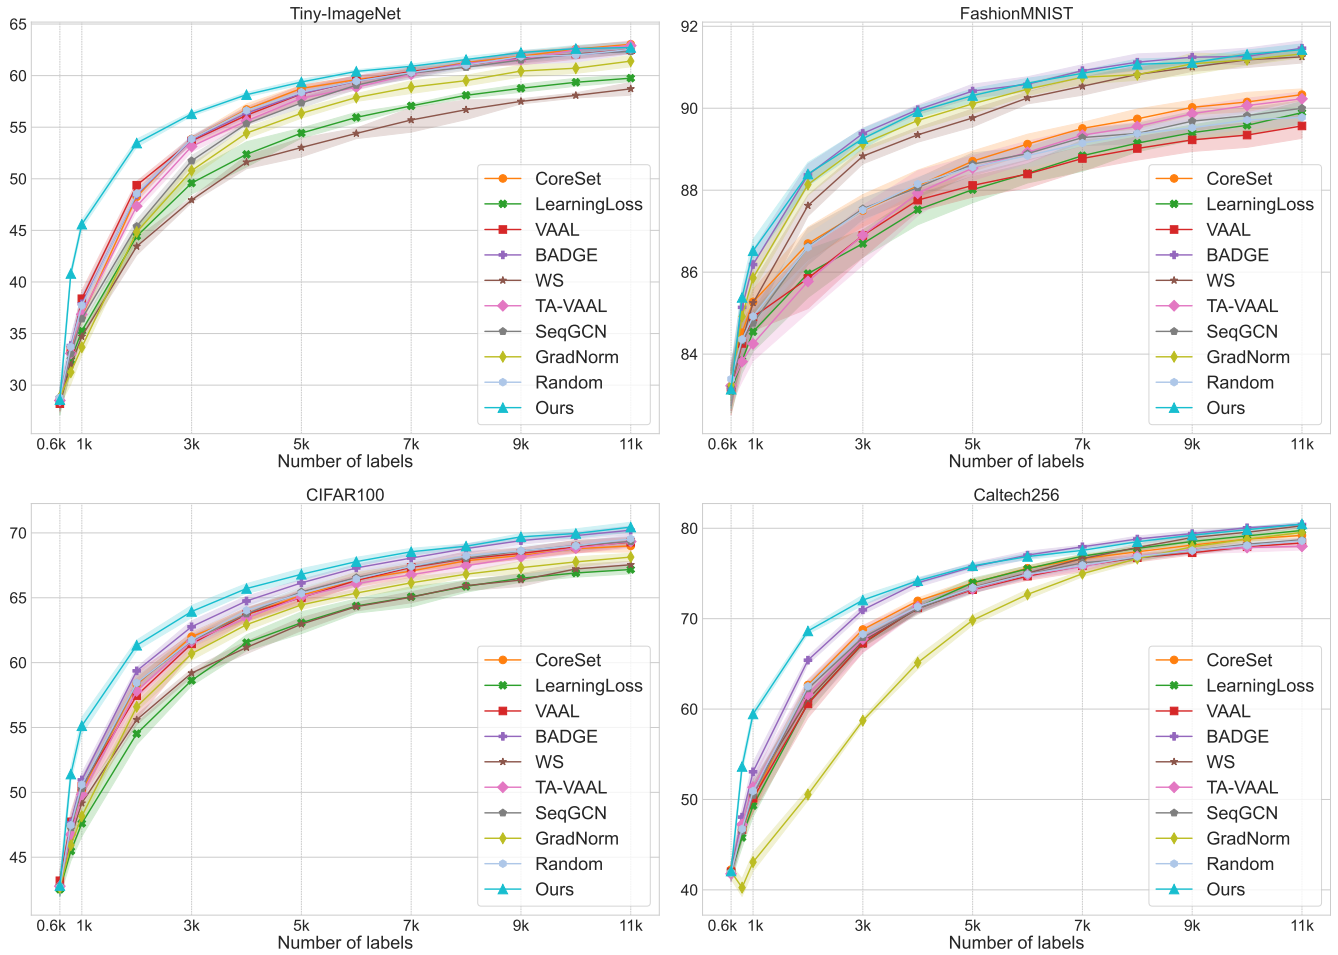 Tiny-ImageNet
65
60
55
50
45
40
35
30
CoreSet
LearningLoss
VAAL
BADGE
WS
TA-VAAL
SeqGCN
GradNorm
Random
Ours
0.6k 1k 3k 5k 7k 9k 11k
Number of labels
FashionMNIST
92
90
88
86
84
CoreSet
LearningLoss
VAAL
BADGE
WS
TA-VAAL
SeqGCN
GradNorm
Random
Ours
0.6k 1k 3k 5k 7k 9k 11k
Number of labels
CIFAR100
70
65
60
55
50
45
CoreSet
LearningLoss
VAAL
BADGE
WS
TA-VAAL
SeqGCN
GradNorm
Random
Ours
0.6k 1k 3k 5k 7k 9k 11k
Number of labels
Caltech256
80
70
60
50
40
CoreSet
LearningLoss
VAAL
BADGE
WS
TA-VAAL
SeqGCN
GradNorm
Random
Ours
0.6k 1k 3k 5k 7k 9k 11k
Number of labels